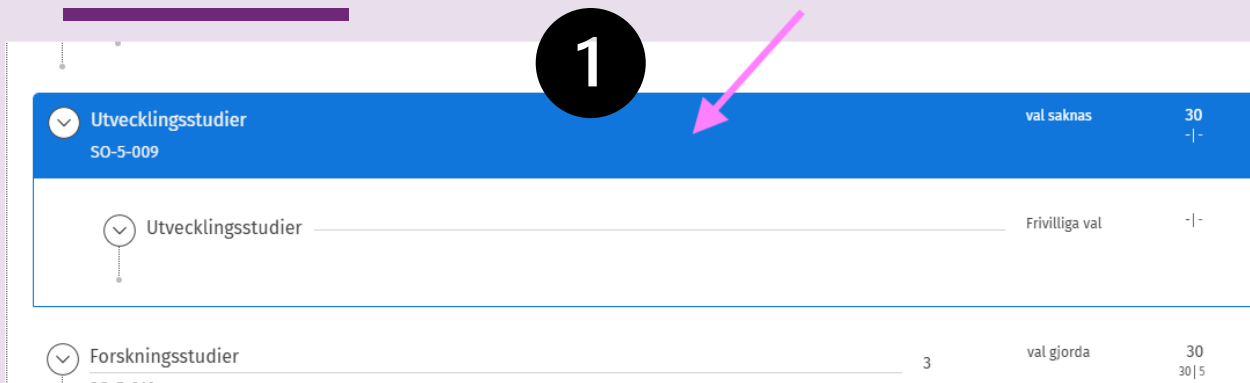 1
Utvecklingsstudier val saknas 30
SO-5-009 -|-
Utvecklingsstudier Frivilliga val -|-
Forskningsstudier 3 val gjorda 30
30|5